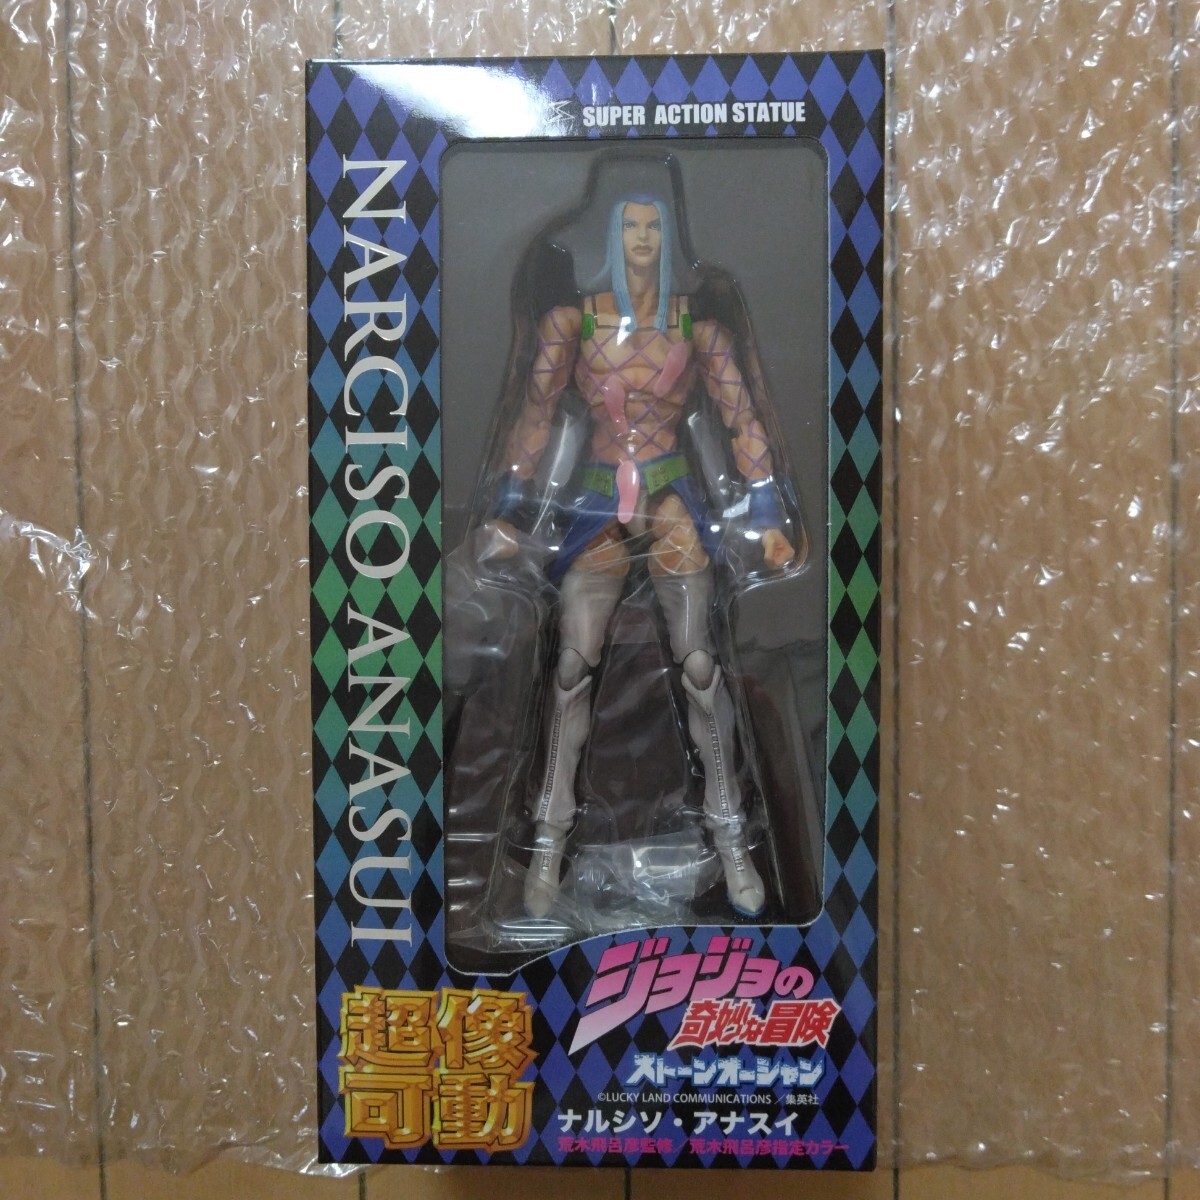 SUPER ACTION STATUE
NARCISO ANASUI
超像
可動
ジョジョの
奇妙な冒険
ストーンオーシャン
©LUCKY LAND COMMUNICATIONS／集英社
ナルシソ・アナスイ
荒木飛呂彦監修／荒木飛呂彦指定カラー